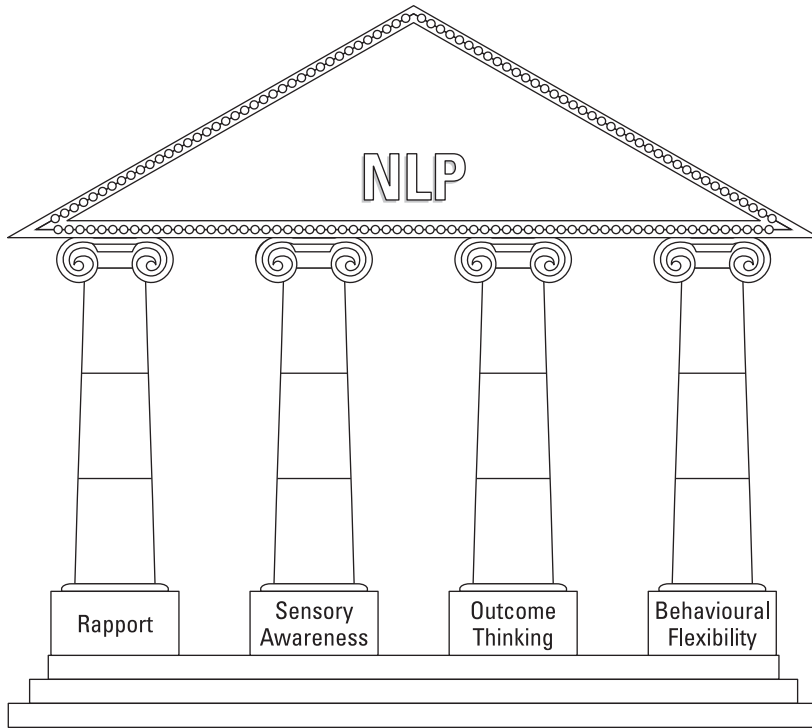 NLP
Rapport
Sensory
Awareness
Outcome
Thinking
Behavioural
Flexibility